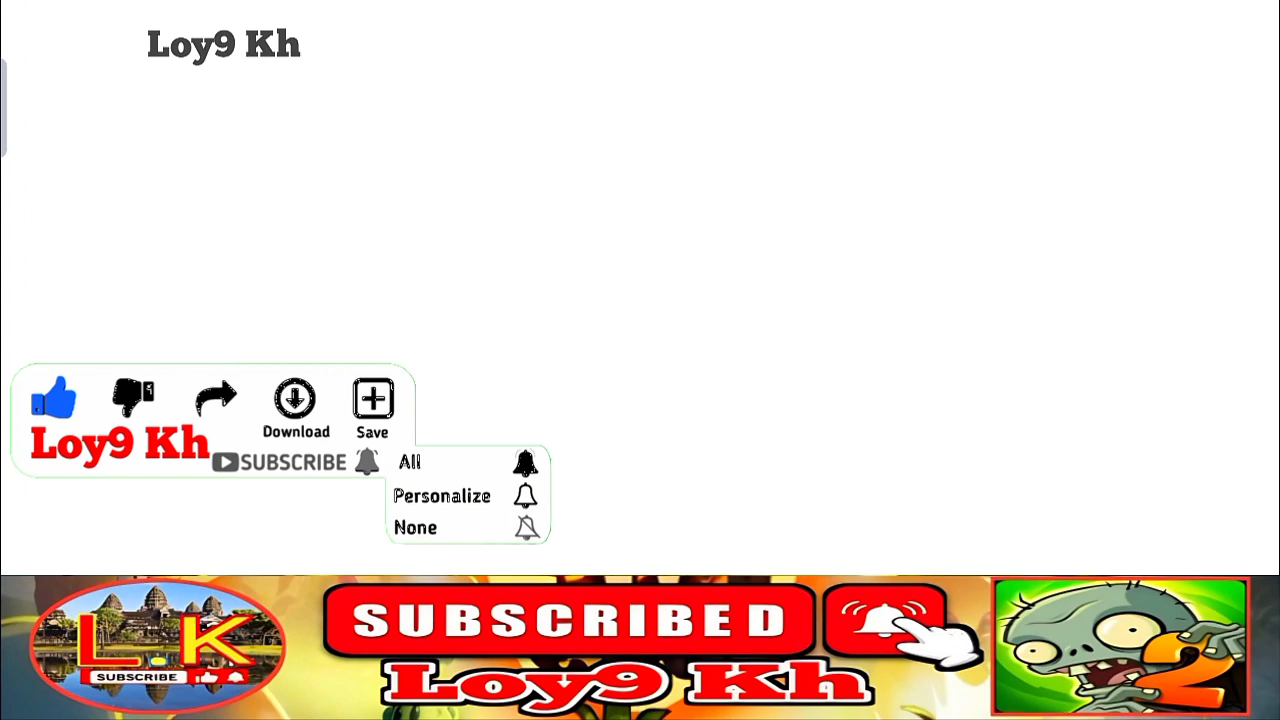 Loy9 Kh
Download
Save
Loy9 Kh
SUBSCRIBE
All
Personalize
None
L K
SUBSCRIBE
SUBSCRIBED
Loy9 Kh
2